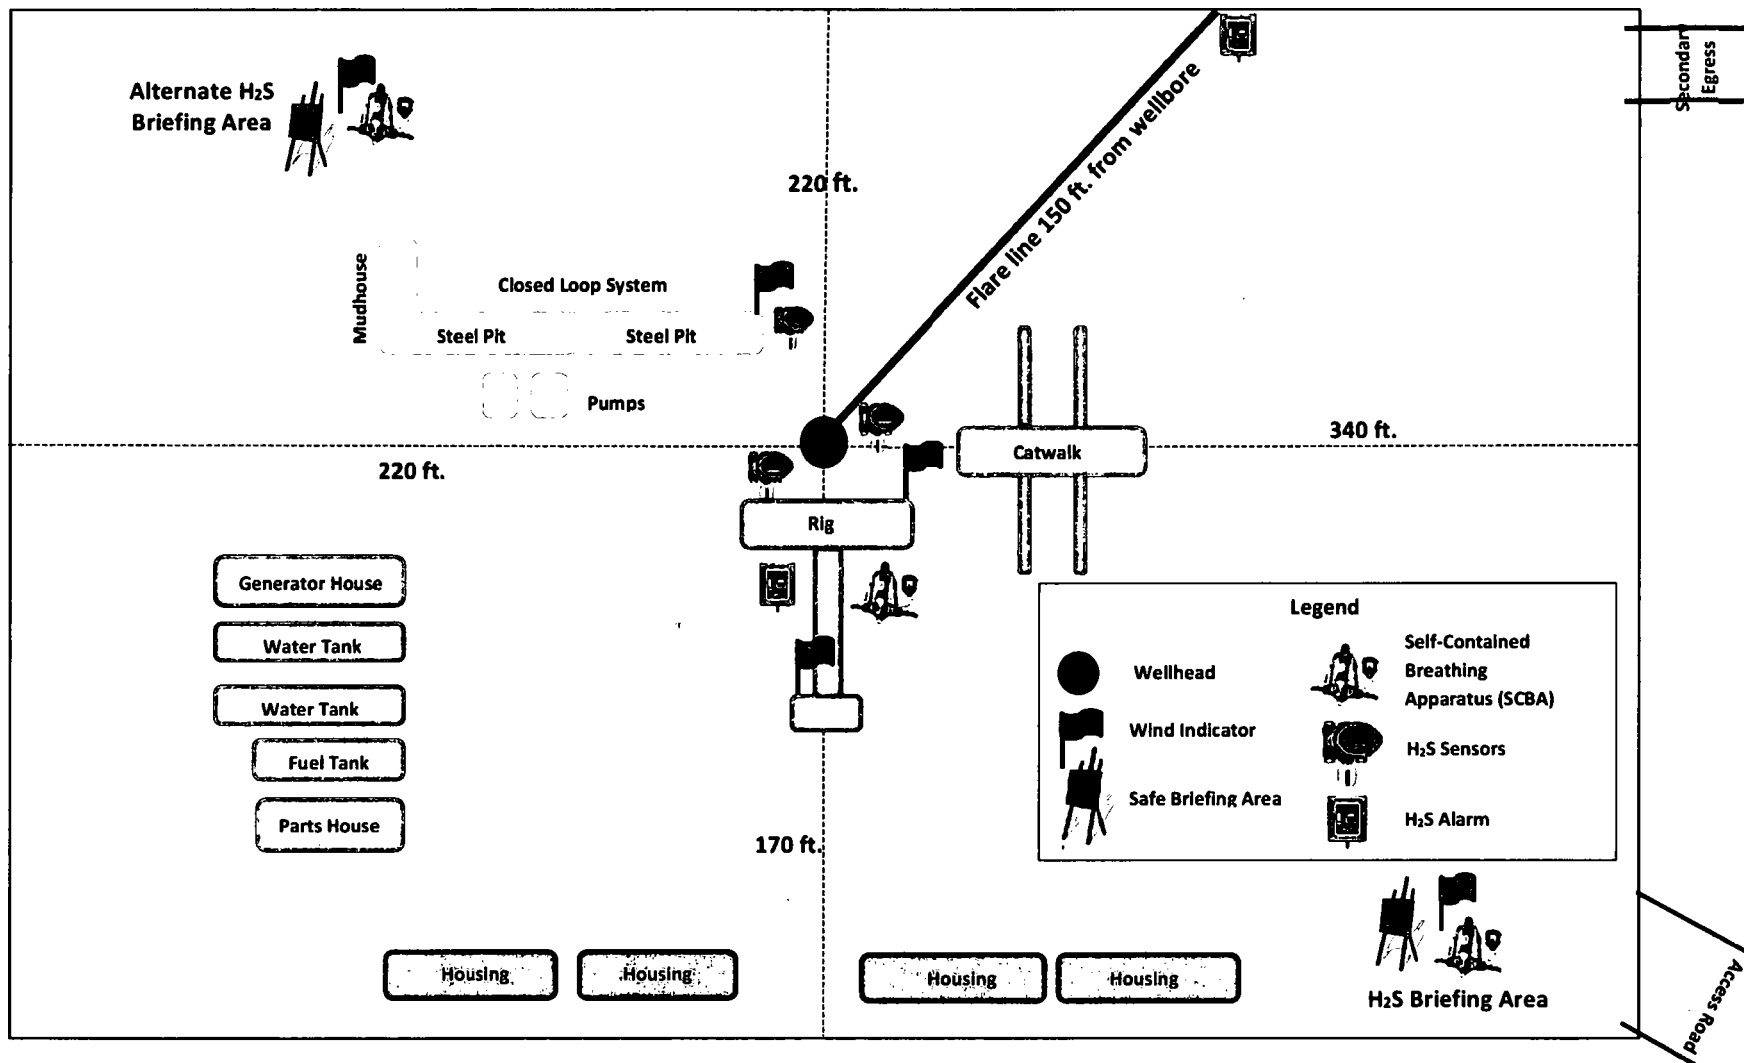 Alternate H₂S
Briefing Area
220 ft.
Flare line 150 ft. from wellbore
Secondary
Egress
Mudhouse
Closed Loop System
Steel Pit
Steel Pit
Pumps
220 ft.
340 ft.
Catwalk
Rig
Generator House
Water Tank
Water Tank
Fuel Tank
Parts House
170 ft.
Legend
Wellhead
Wind Indicator
Safe Briefing Area
Self-Contained
Breathing
Apparatus (SCBA)
H₂S Sensors
H₂S Alarm
Housing
Housing
Housing
Housing
H₂S Briefing Area
Access Road